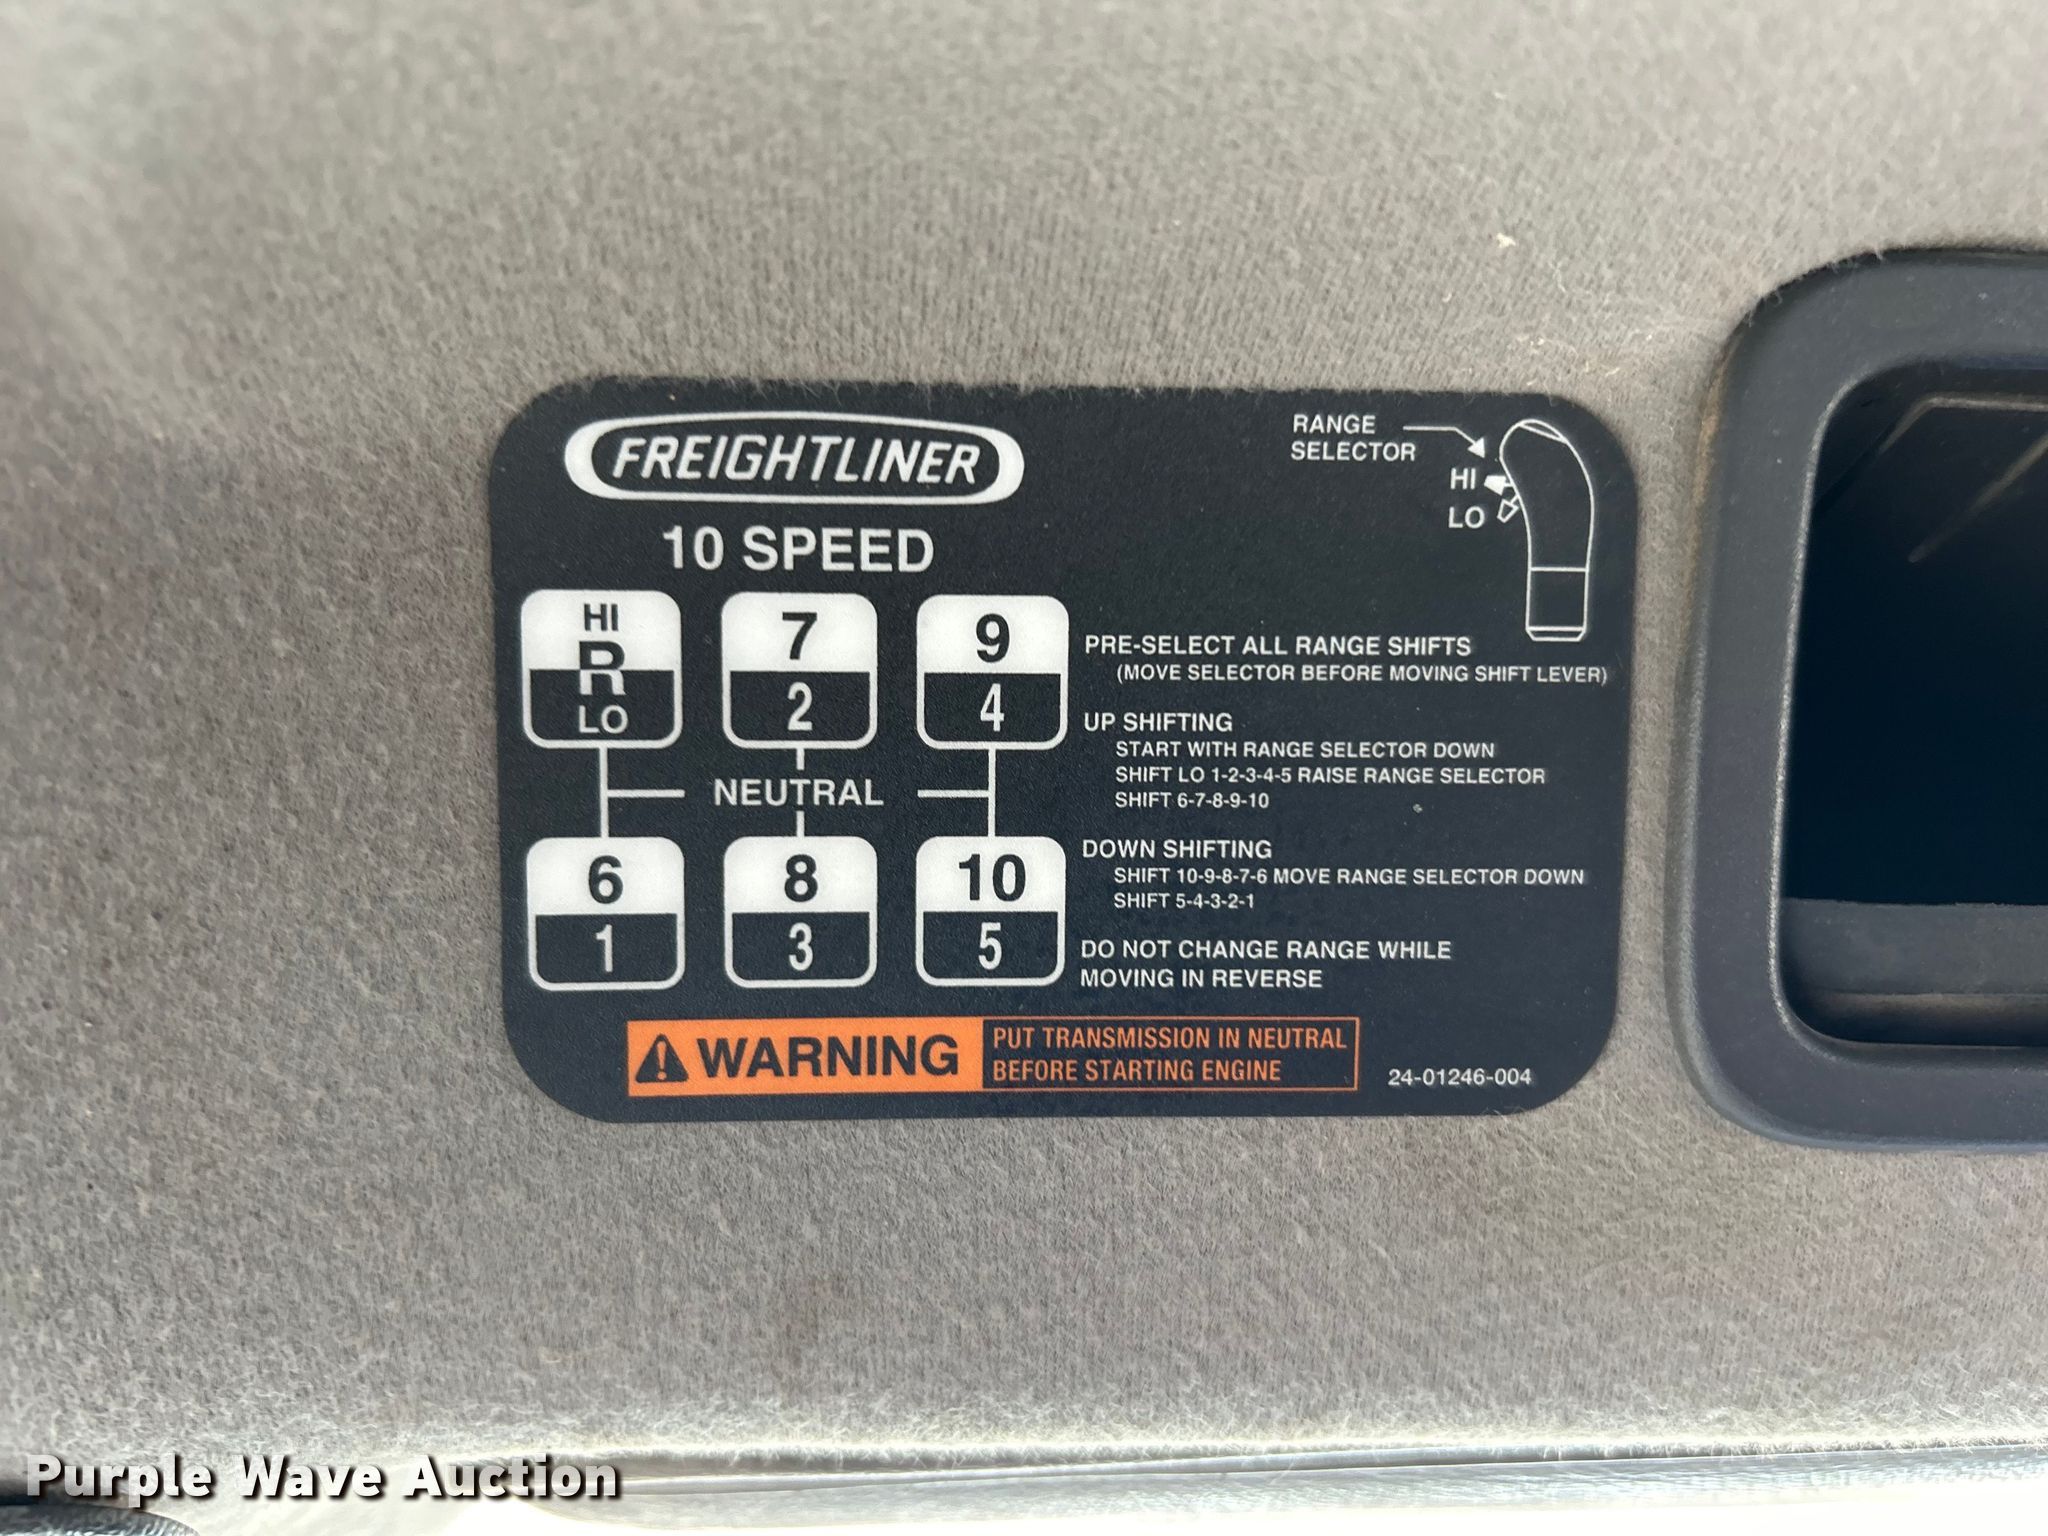 FREIGHTLINER
10 SPEED
RANGE
SELECTOR
HI
LO
HI
R
LO
7
2
9
4
NEUTRAL
6
1
8
3
10
5
PRE-SELECT ALL RANGE SHIFTS
(MOVE SELECTOR BEFORE MOVING SHIFT LEVER)
UP SHIFTING
START WITH RANGE SELECTOR DOWN
SHIFT LO 1-2-3-4-5 RAISE RANGE SELECTOR
SHIFT 6-7-8-9-10
DOWN SHIFTING
SHIFT 10-9-8-7-6 MOVE RANGE SELECTOR DOWN
SHIFT 5-4-3-2-1
DO NOT CHANGE RANGE WHILE
MOVING IN REVERSE
WARNING
PUT TRANSMISSION IN NEUTRAL
BEFORE STARTING ENGINE
24-01246-004
Purple Wave Auction